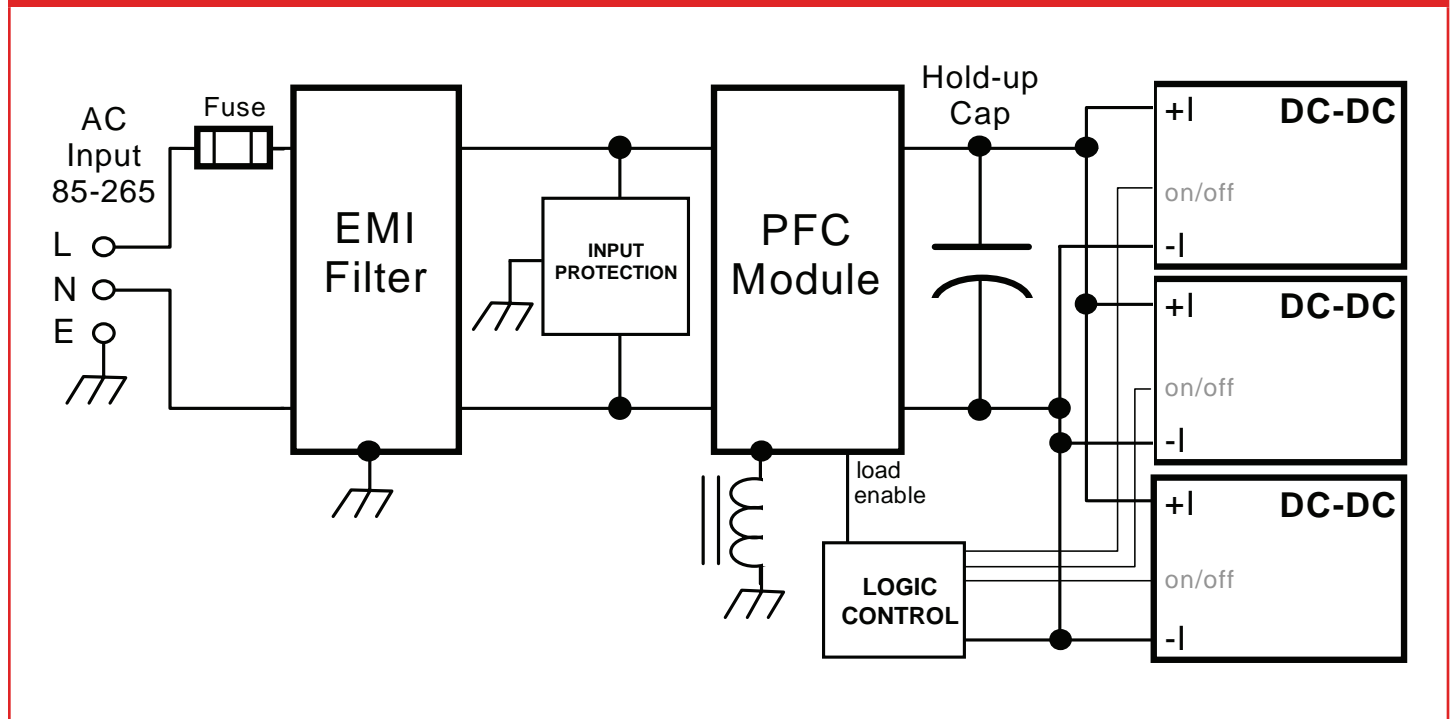 AC
Input
85-265
L
N
E
Fuse
EMI
Filter
INPUT
PROTECTION
PFC
Module
load
enable
LOGIC
CONTROL
Hold-up
Cap
+I DC-DC
on/off
-I
+I DC-DC
on/off
-I
+I DC-DC
on/off
-I